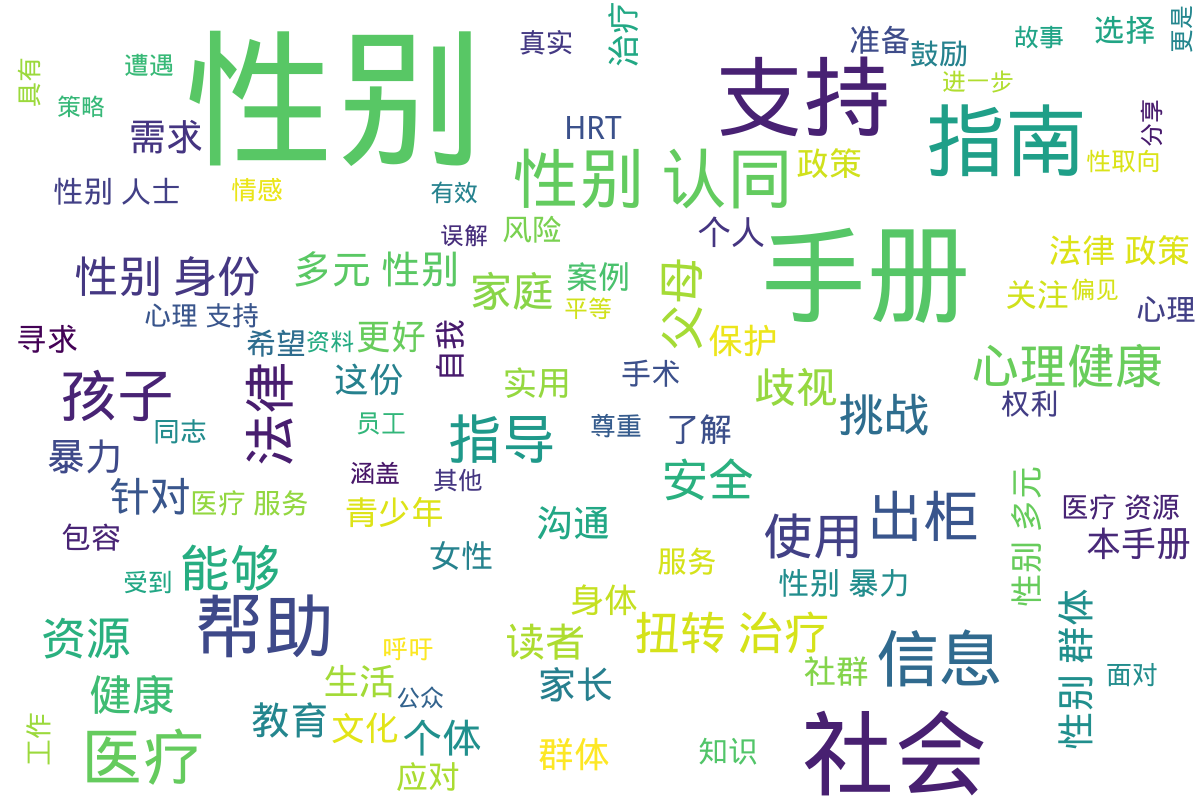 具有
遭遇
策略
需求
性别
真实
治疗
HRT
支持
准备
鼓励
故事
选择
更是
进一步
指南
分享
性取向
性别 人士
情感
有效
性别 认同
政策
误解
风险
个人
手册
法律 政策
性别 身份
多元 性别
家庭
案例
平等
父母
关注
偏见
心理
心理 支持
寻求
希望
资料
更好
自我
保护
心理健康
孩子
法律
这份
实用
手术
歧视
挑战
权利
同志
员工
指导
尊重
了解
暴力
涵盖
其他
安全
针对
医疗 服务
青少年
沟通
使用
出柜
性别 多元
医疗 资源
本手册
包容
能够
女性
服务
性别 暴力
受到
帮助
身体
资源
呼吁
读者
扭转 治疗
社群
信息
性别 群体
面对
健康
生活
公众
家长
工作
医疗
教育
文化
个体
群体
知识
社会
应对